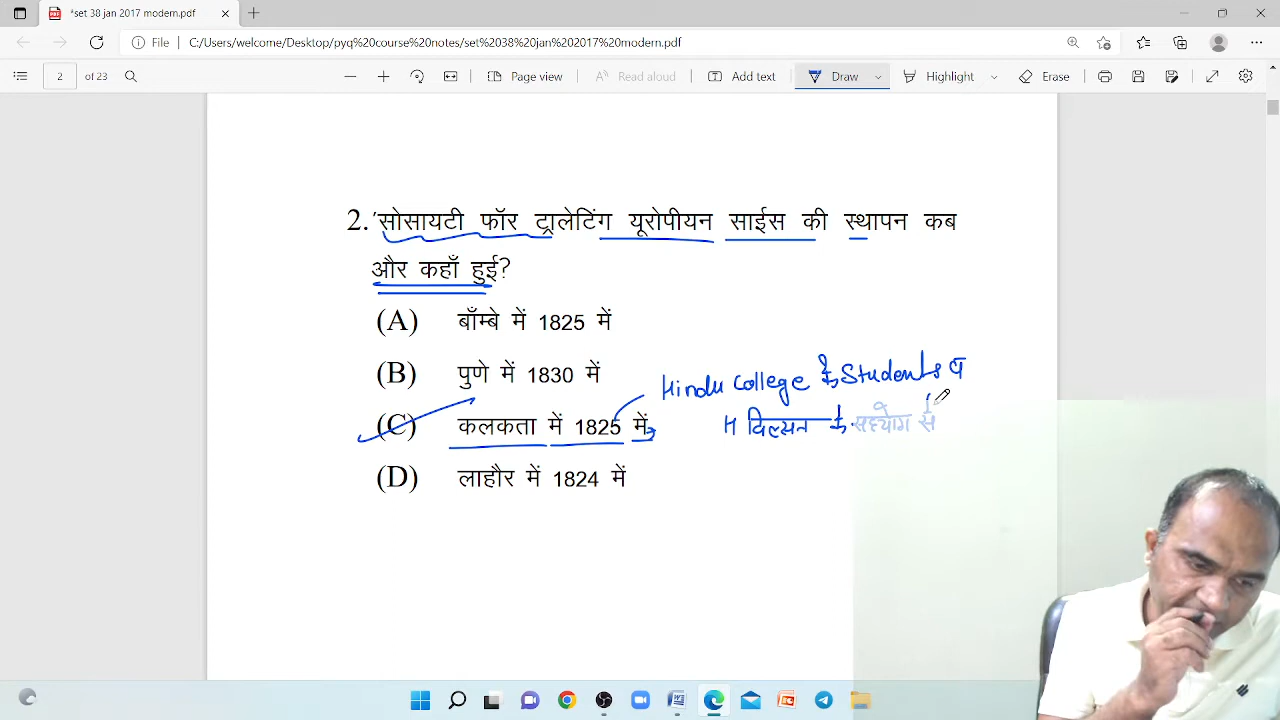 *set 38 jan 2017 modern.pdf
File C:/Users/welcome/Desktop/pyq%20course%20notes/set%2038%20jan%202017%20modern.pdf
2 of 23 Page view Read aloud Add text Draw Highlight Erase
2. 'सोसायटी फॉर ट्रालेटिंग यूरोपीयन साईस की स्थापन कब
और कहाँ हुई?
(A) बाँम्बे में 1825 में
(B) पुणे में 1830 में
Hindu College के Students व
(C) कलकता में 1825 में
H विल्सन के सहयोग से
(D) लाहौर में 1824 में